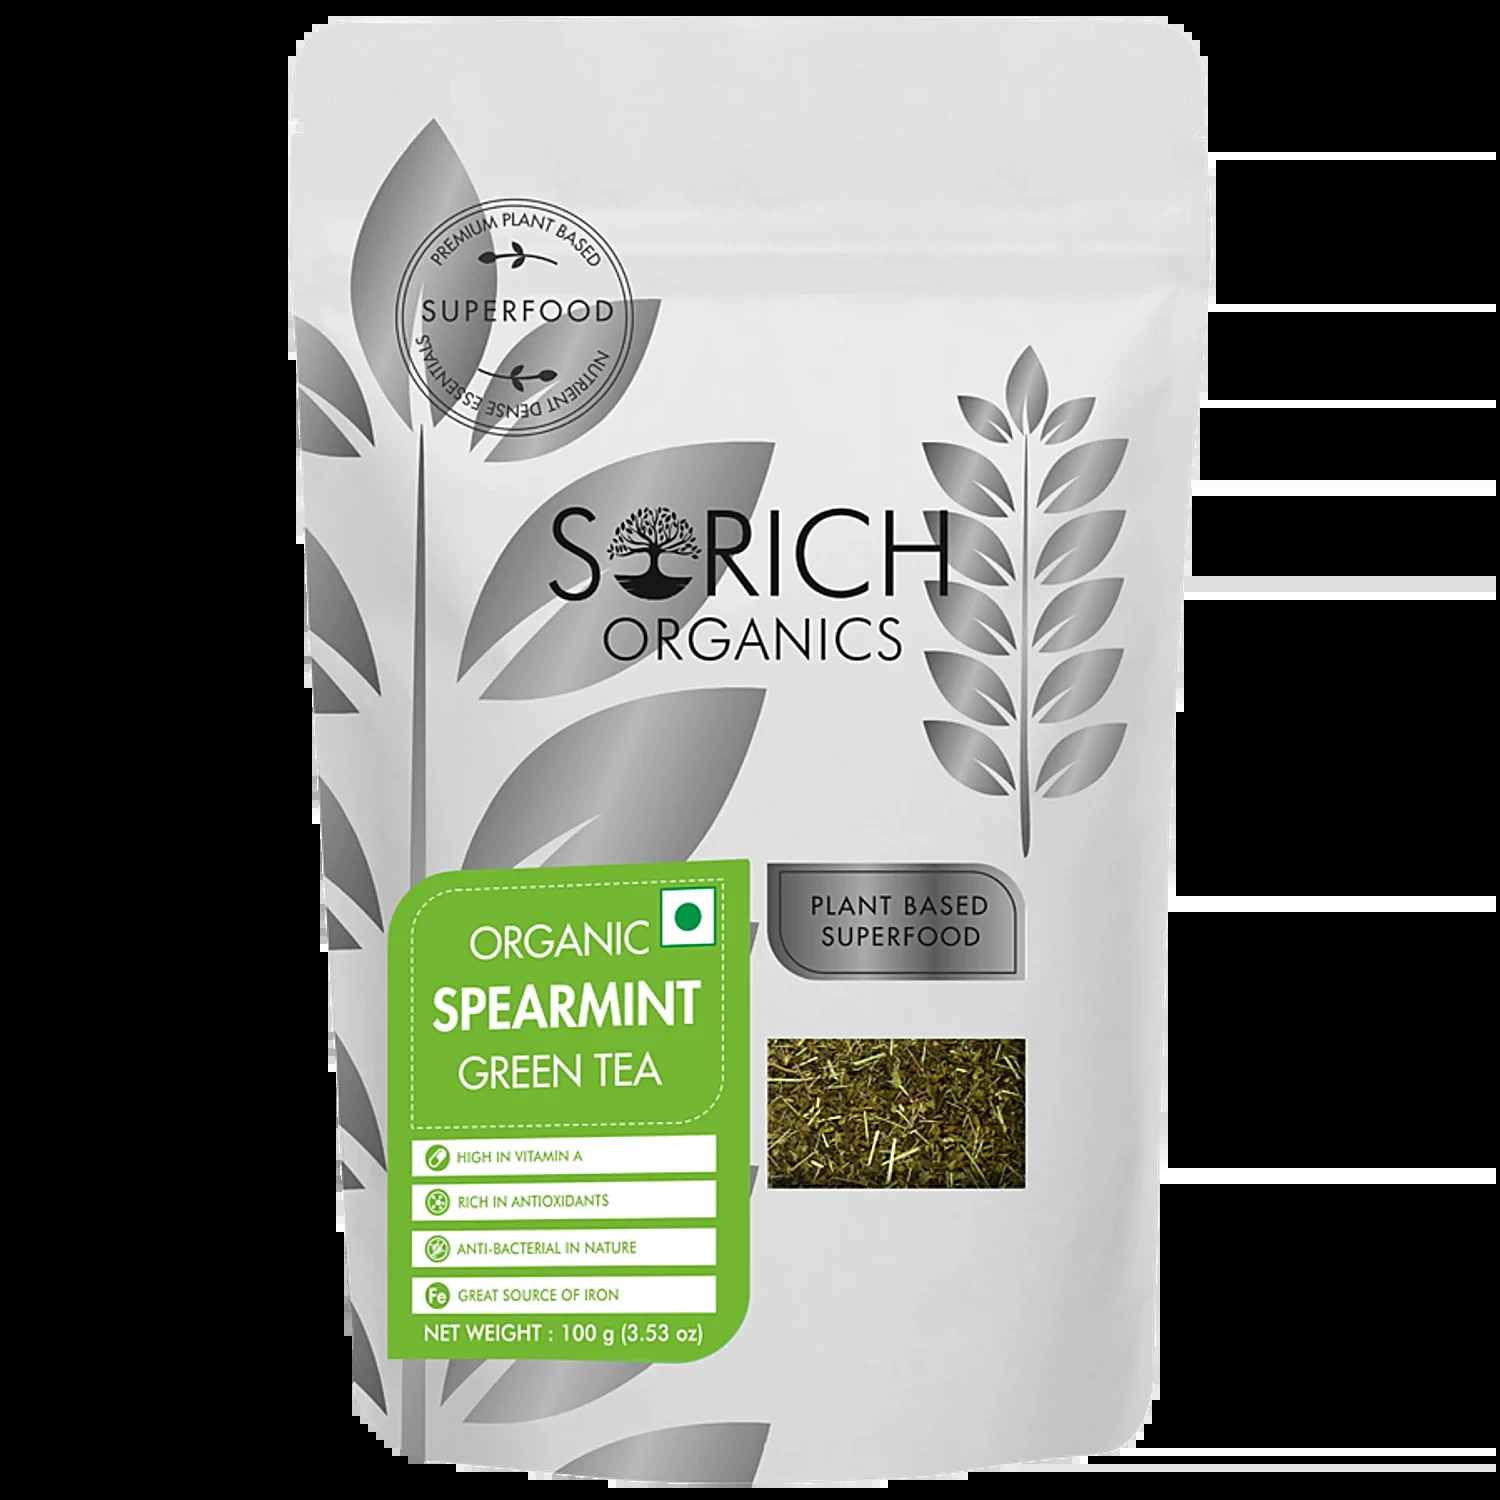 PREMIUM PLANT BASED
SUPERFOOD
NUTRIENT DENSE ESSENTIALS
SORICH
ORGANICS
PLANT BASED
SUPERFOOD
ORGANIC
SPEARMINT
GREEN TEA
HIGH IN VITAMIN A
RICH IN ANTIOXIDANTS
ANTI-BACTERIAL IN NATURE
Fe GREAT SOURCE OF IRON
NET WEIGHT : 100 g (3.53 oz)